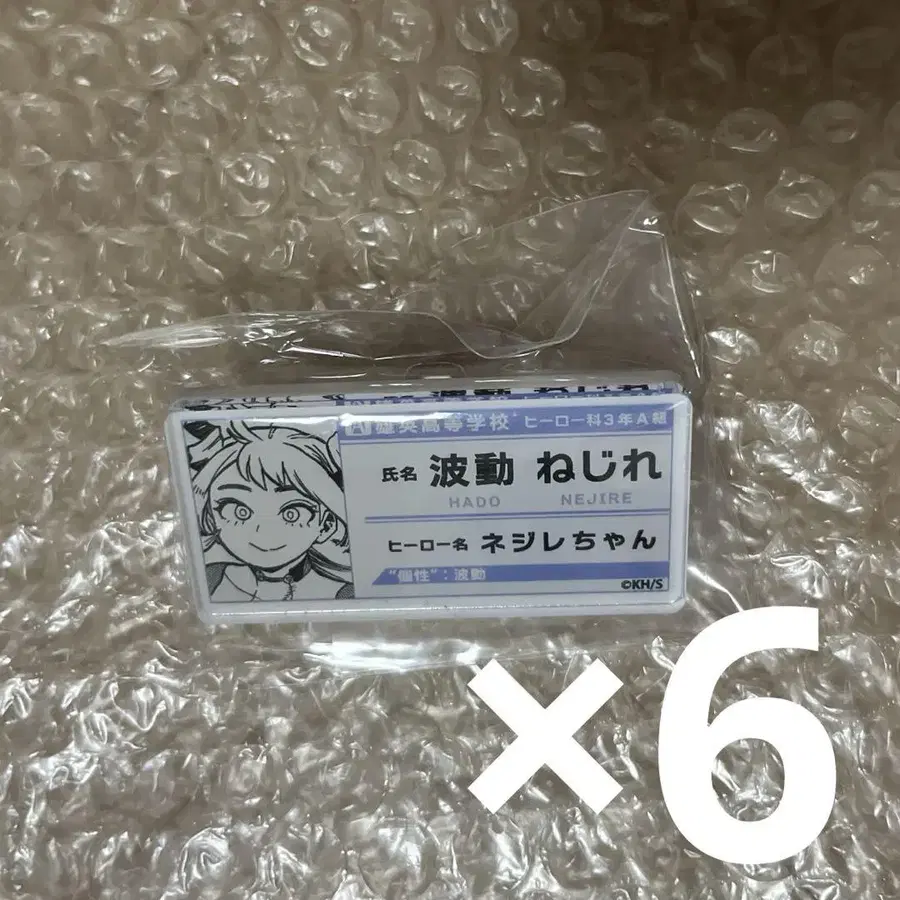 雄英高等学校 ヒーロー科3年A組
氏名 波動 ねじれ
HADO NEJIRE
ヒーロー名 ネジレちゃん
"個性":波動
©KH/S
×6